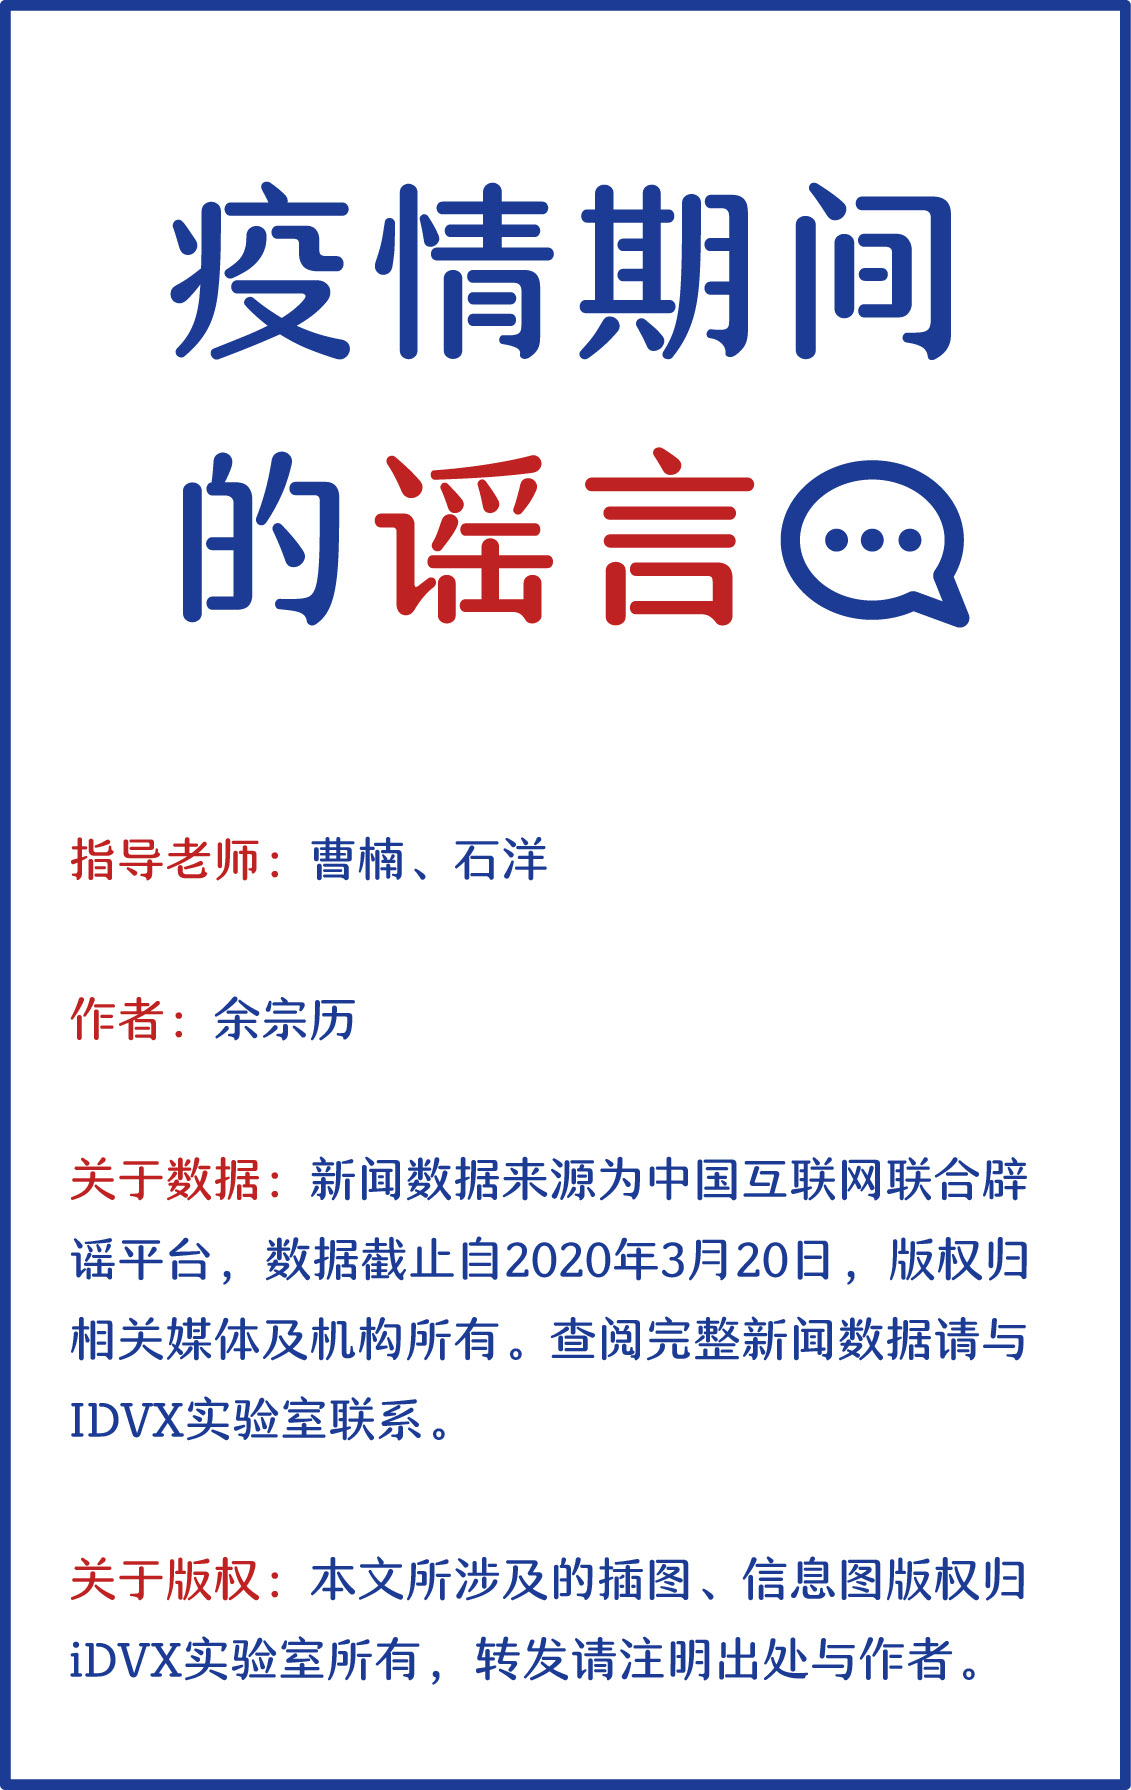 疫情期间
的谣言
指导老师：曹楠、石洋
作者：余宗历
关于数据：新闻数据来源为中国互联网联合辟
谣平台，数据截止自2020年3月20日，版权归
相关媒体及机构所有。查阅完整新闻数据请与
IDVX实验室联系。
关于版权：本文所涉及的插图、信息图版权归
iDVX实验室所有，转发请注明出处与作者。